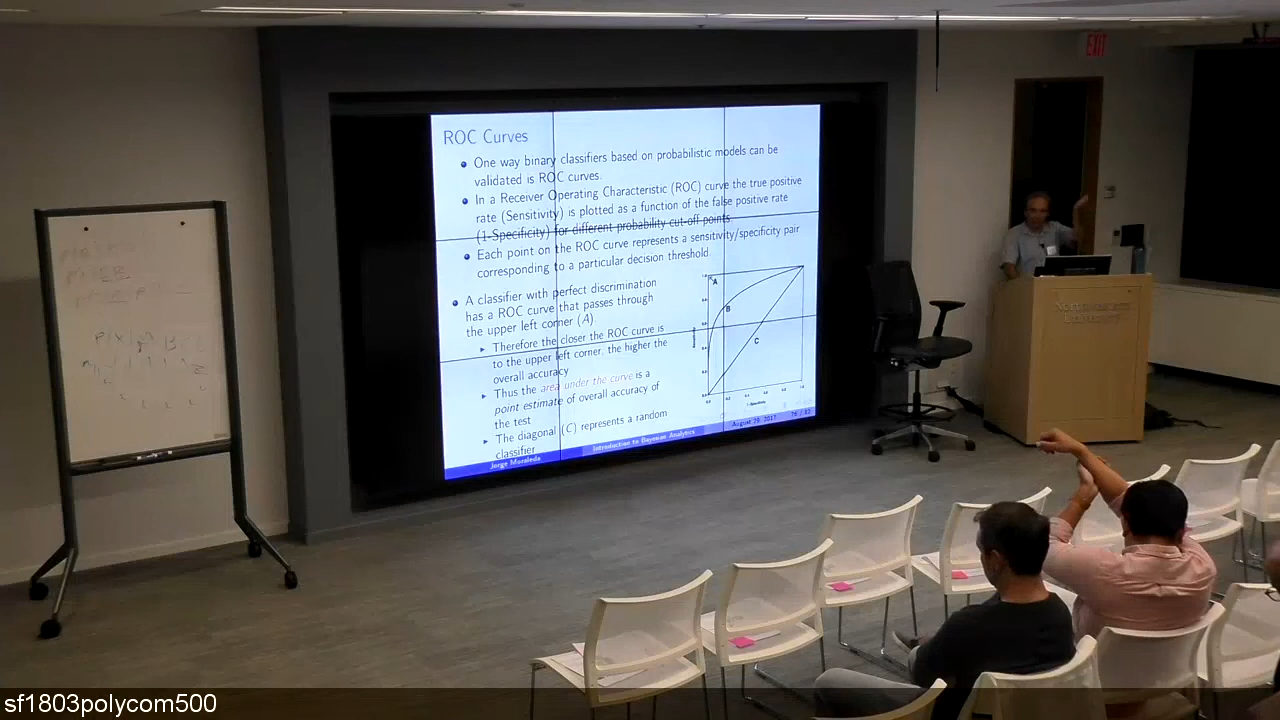 EXIT
ROC Curves
One way binary classifiers based on probabilistic models can be
validated is ROC curves.
In a Receiver Operating Characteristic (ROC) curve the true positive
rate (Sensitivity) is plotted as a function of the false positive rate
(1-Specificity) for different probability cut-off points.
Each point on the ROC curve represents a sensitivity/specificity pair
corresponding to a particular decision threshold.
A classifier with perfect discrimination
has a ROC curve that passes through
the upper left corner (A)
Therefore the closer the ROC curve is
to the upper left corner, the higher the
overall accuracy
Thus the area under the curve is a
point estimate of overall accuracy of
the test
The diagonal (C) represents a random
classifier
A
B
C
1-Specificity
Jorge Moraleda
Introduction to Bayesian Analytics
August 29, 2017
Northwestern
University
sf1803polycom500